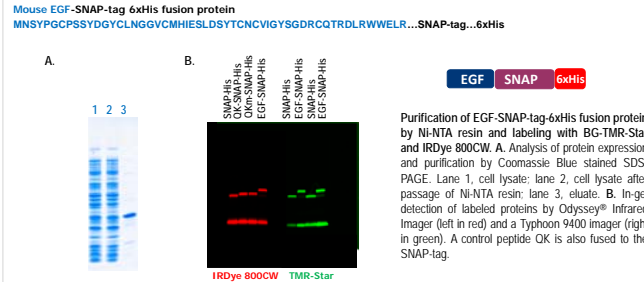 Mouse EGF-SNAP-tag 6xHis fusion protein
MNSYPGCPSSYDGYCLNGGVCMHIESLDSYTCNCVIGYSGDRCQTRDLRWWELR...SNAP-tag...6xHis
A.
B.
1 2 3
SNAP-His
QK-SNAP-His
QKm-SNAP-His
EGF-SNAP-His
SNAP-His
EGF-SNAP-His
SNAP-His
EGF-SNAP-His
IRDye 800CW TMR-Star
EGF SNAP 6xHis
Purification of EGF-SNAP-tag-6xHis fusion protein
by Ni-NTA resin and labeling with BG-TMR-Sta
and IRDye 800CW. A. Analysis of protein expression
and purification by Coomassie Blue stained SDS
PAGE. Lane 1, cell lysate; lane 2, cell lysate afte
passage of Ni-NTA resin; lane 3, eluate. B. In-ge
detection of labeled proteins by Odyssey® Infrared
Imager (left in red) and a Typhoon 9400 imager (righ
in green). A control peptide QK is also fused to the
SNAP-tag.